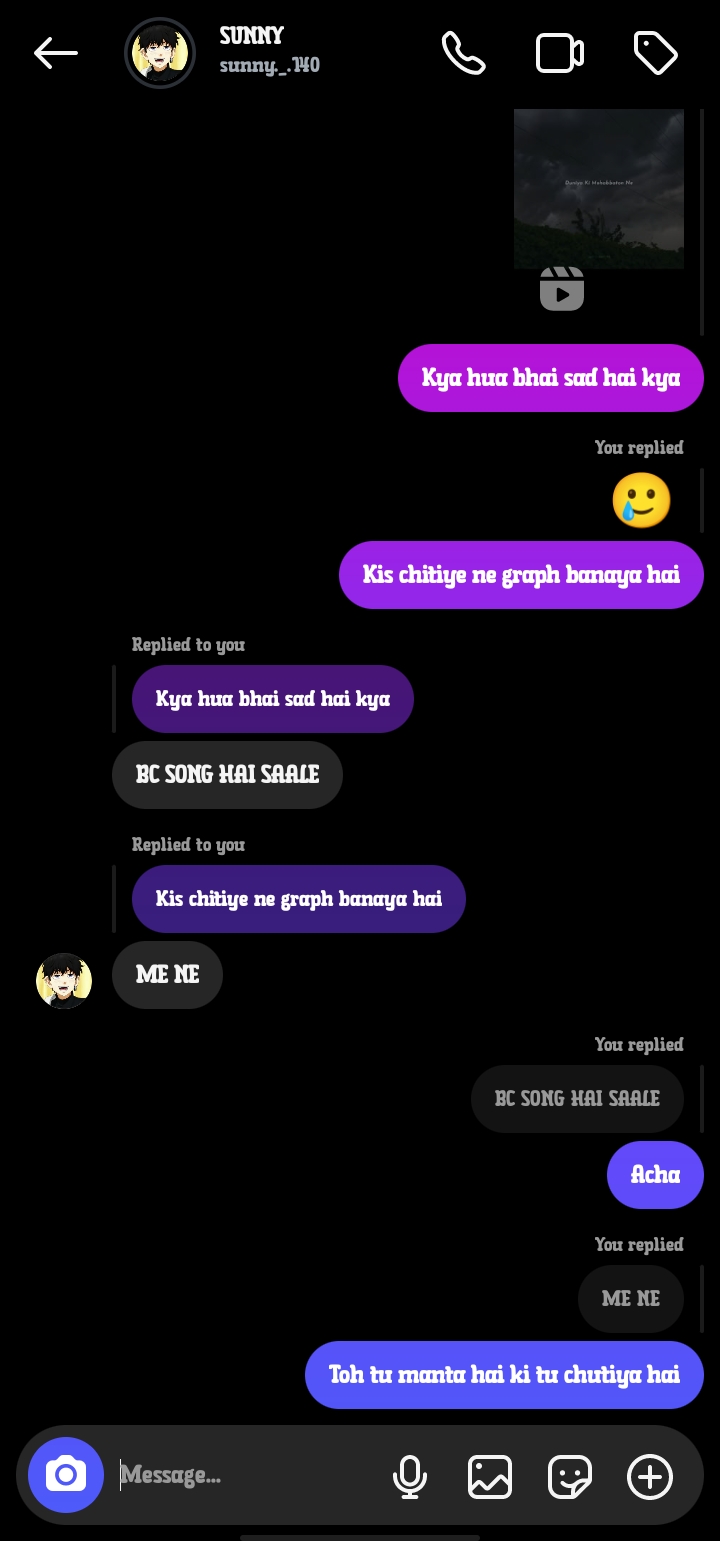 SUNNY
sunny._.140
Duniya Ki Mohabbaton Ne
Kya hua bhai sad hai kya
You replied
🥲
Kis chitiye ne graph banaya hai
Replied to you
Kya hua bhai sad hai kya
BC SONG HAI SAALE
Replied to you
Kis chitiye ne graph banaya hai
ME NE
You replied
BC SONG HAI SAALE
Acha
You replied
ME NE
Toh tu manta hai ki tu chutiya hai
Message...